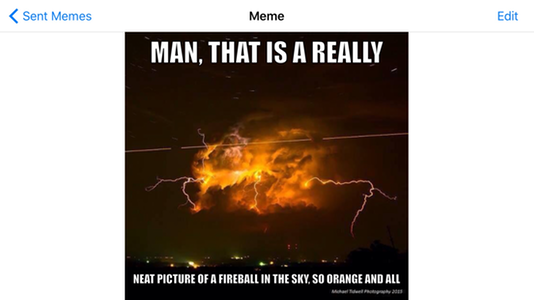 Sent Memes Meme Edit
MAN, THAT IS A REALLY
NEAT PICTURE OF A FIREBALL IN THE SKY, SO ORANGE AND ALL
Michael Tidwell Photography 2015